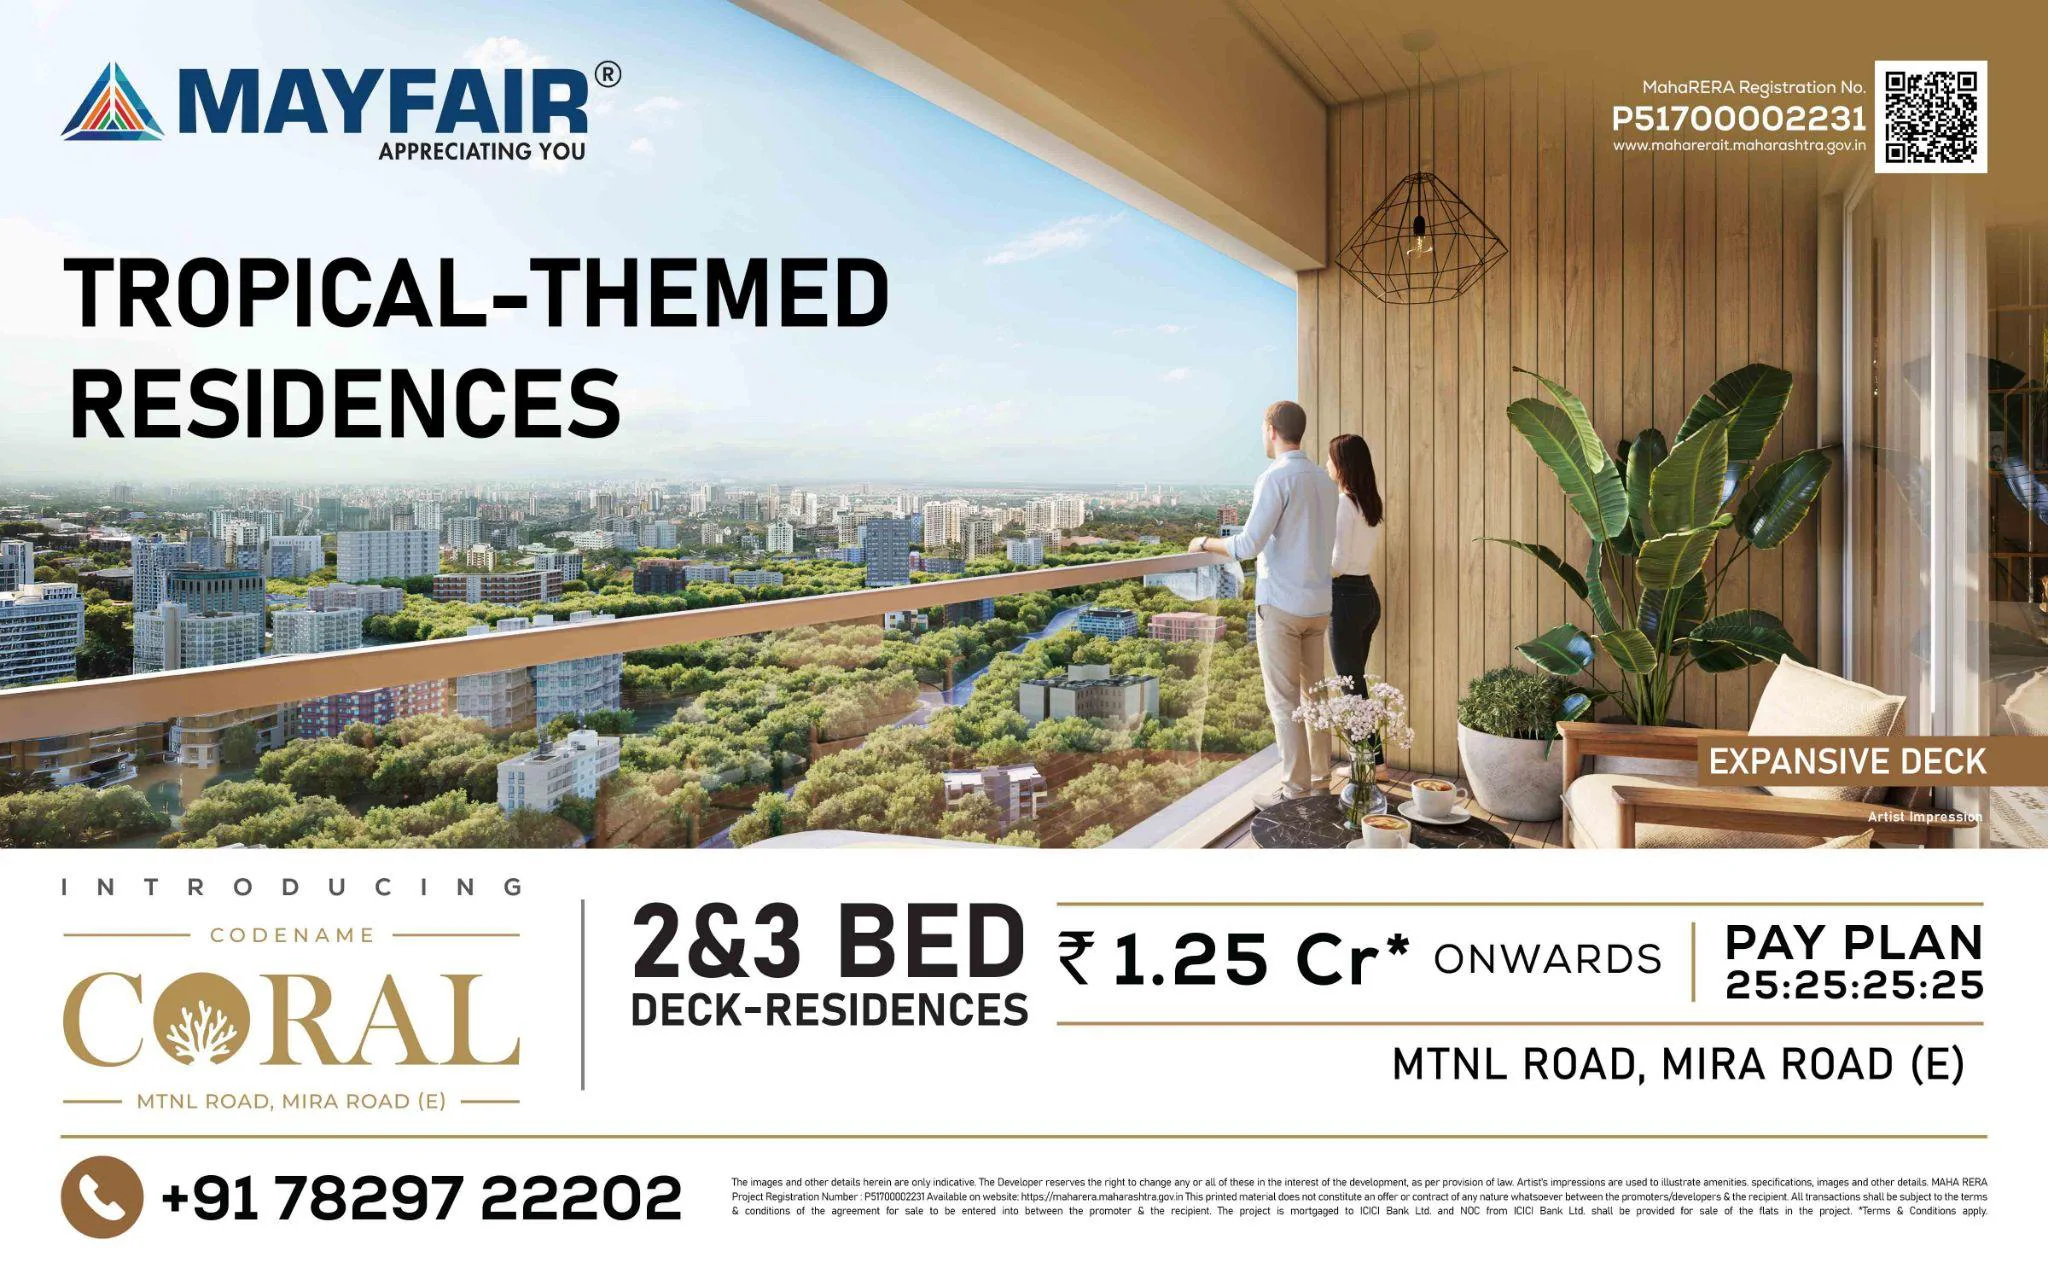 MAYFAIR®
APPRECIATING YOU
MahaRERA Registration No.
P51700002231
www.maharerait.maharashtra.gov.in
TROPICAL-THEMED
RESIDENCES
EXPANSIVE DECK
Artist Impression
INTRODUCING
CODENAME
CORAL
MTNL ROAD, MIRA ROAD (E)
2&3 BED
DECK-RESIDENCES
₹ 1.25 Cr* ONWARDS
PAY PLAN
25:25:25:25
MTNL ROAD, MIRA ROAD (E)
+91 78297 22202
The images and other details herein are only indicative. The Developer reserves the right to change any or all of these in the interest of the development, as per provision of law. Artist's impressions are used to illustrate amenities. specifications, images and other details. MAHA RERA
Project Registration Number : P51700002231 Available on website: https://maharera.maharashtra.gov.in This printed material does not constitute an offer or contract of any nature whatsoever between the promoters/developers & the recipient. All transactions shall be subject to the terms
& conditions of the agreement for sale to be entered into between the promoter & the recipient. The project is mortgaged to ICICI Bank Ltd. and NOC from ICICI Bank Ltd. shall be provided for sale of the flats in the project. *Terms & Conditions apply.